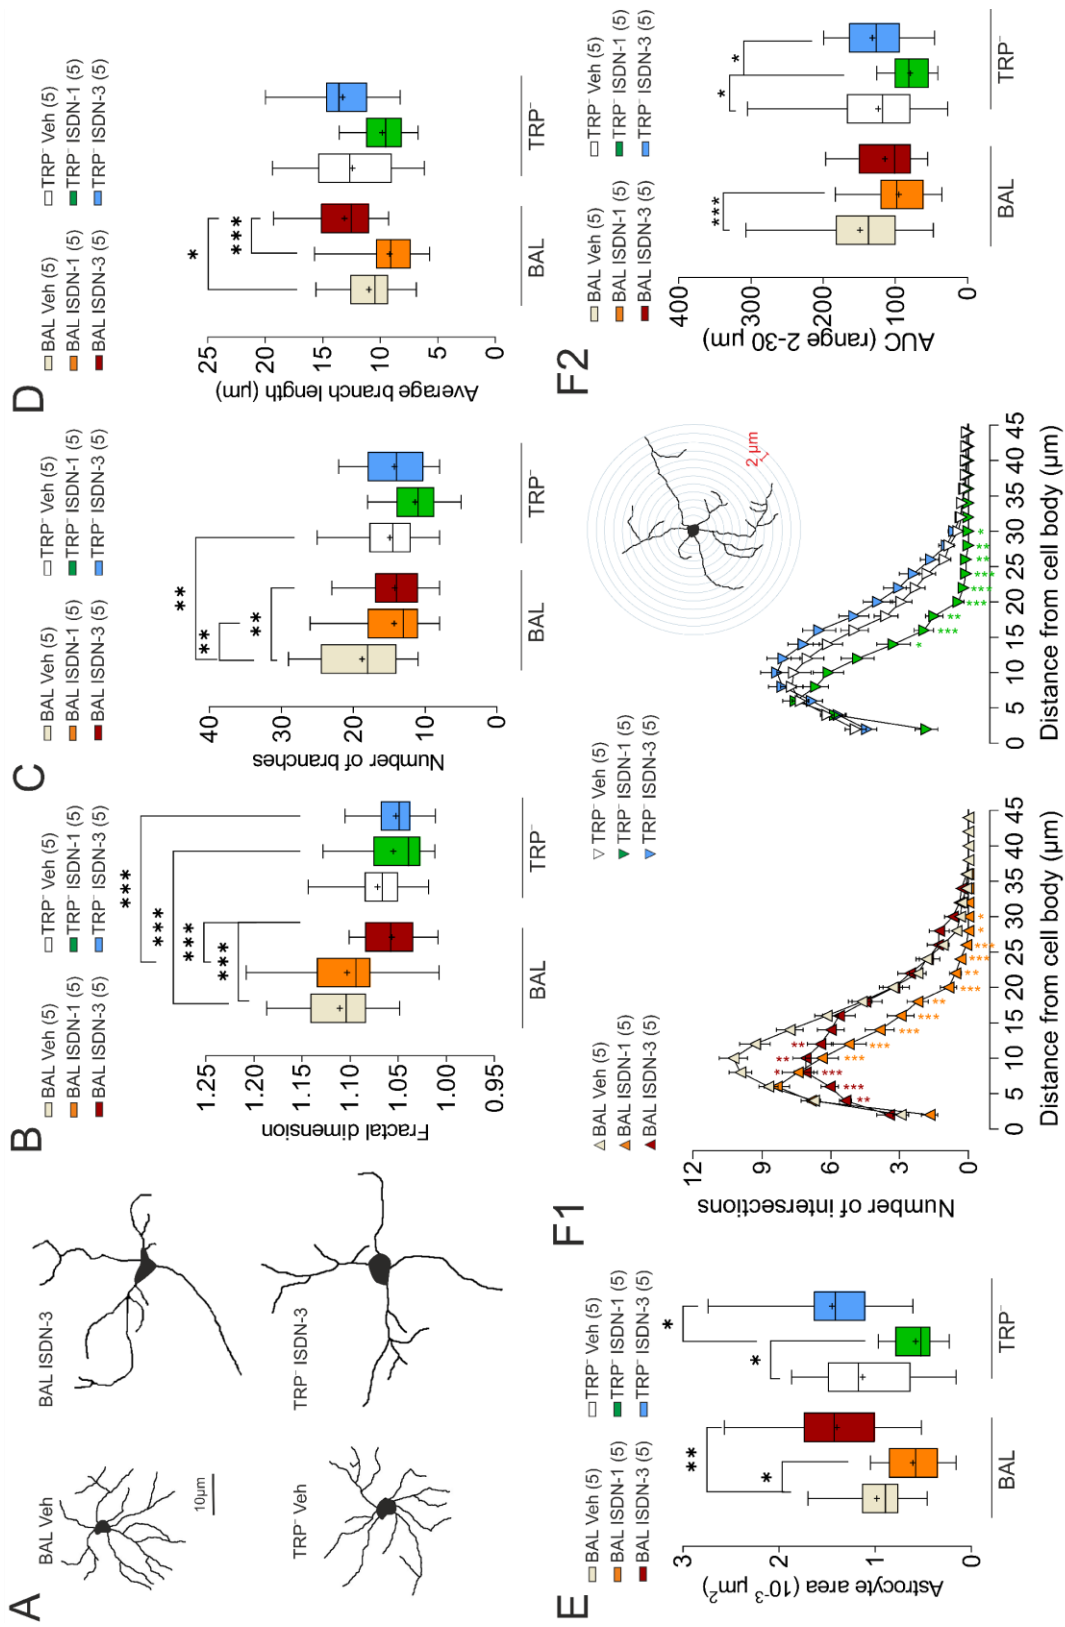 A
BAL Veh
BAL ISDN-3
10µm
TRP⁻ Veh
TRP⁻ ISDN-3
B
BAL Veh (5)
BAL ISDN-1 (5)
BAL ISDN-3 (5)
TRP⁻ Veh (5)
TRP⁻ ISDN-1 (5)
TRP⁻ ISDN-3 (5)
***
***
***
***
Fractal dimension
1.25
1.20
1.15
1.10
1.05
1.00
0.95
BAL
TRP⁻
C
BAL Veh (5)
BAL ISDN-1 (5)
BAL ISDN-3 (5)
TRP⁻ Veh (5)
TRP⁻ ISDN-1 (5)
TRP⁻ ISDN-3 (5)
**
**
**
Number of branches
40
30
20
10
0
BAL
TRP⁻
D
BAL Veh (5)
BAL ISDN-1 (5)
BAL ISDN-3 (5)
TRP⁻ Veh (5)
TRP⁻ ISDN-1 (5)
TRP⁻ ISDN-3 (5)
*
***
Average branch length (µm)
25
20
15
10
5
0
BAL
TRP⁻
E
BAL Veh (5)
BAL ISDN-1 (5)
BAL ISDN-3 (5)
TRP⁻ Veh (5)
TRP⁻ ISDN-1 (5)
TRP⁻ ISDN-3 (5)
**
*
*
*
Astrocyte area (10⁻³ µm²)
3
2
1
0
BAL
TRP⁻
F1
BAL Veh (5)
BAL ISDN-1 (5)
BAL ISDN-3 (5)
TRP⁻ Veh (5)
TRP⁻ ISDN-1 (5)
TRP⁻ ISDN-3 (5)
Number of intersections
12
9
6
3
0
0 5 10 15 20 25 30 35 40 45
Distance from cell body (µm)
2 µm
0 5 10 15 20 25 30 35 40 45
Distance from cell body (µm)
F2
BAL Veh (5)
BAL ISDN-1 (5)
BAL ISDN-3 (5)
TRP⁻ Veh (5)
TRP⁻ ISDN-1 (5)
TRP⁻ ISDN-3 (5)
***
*
*
AUC (range 2-30 µm)
400
300
200
100
0
BAL
TRP⁻